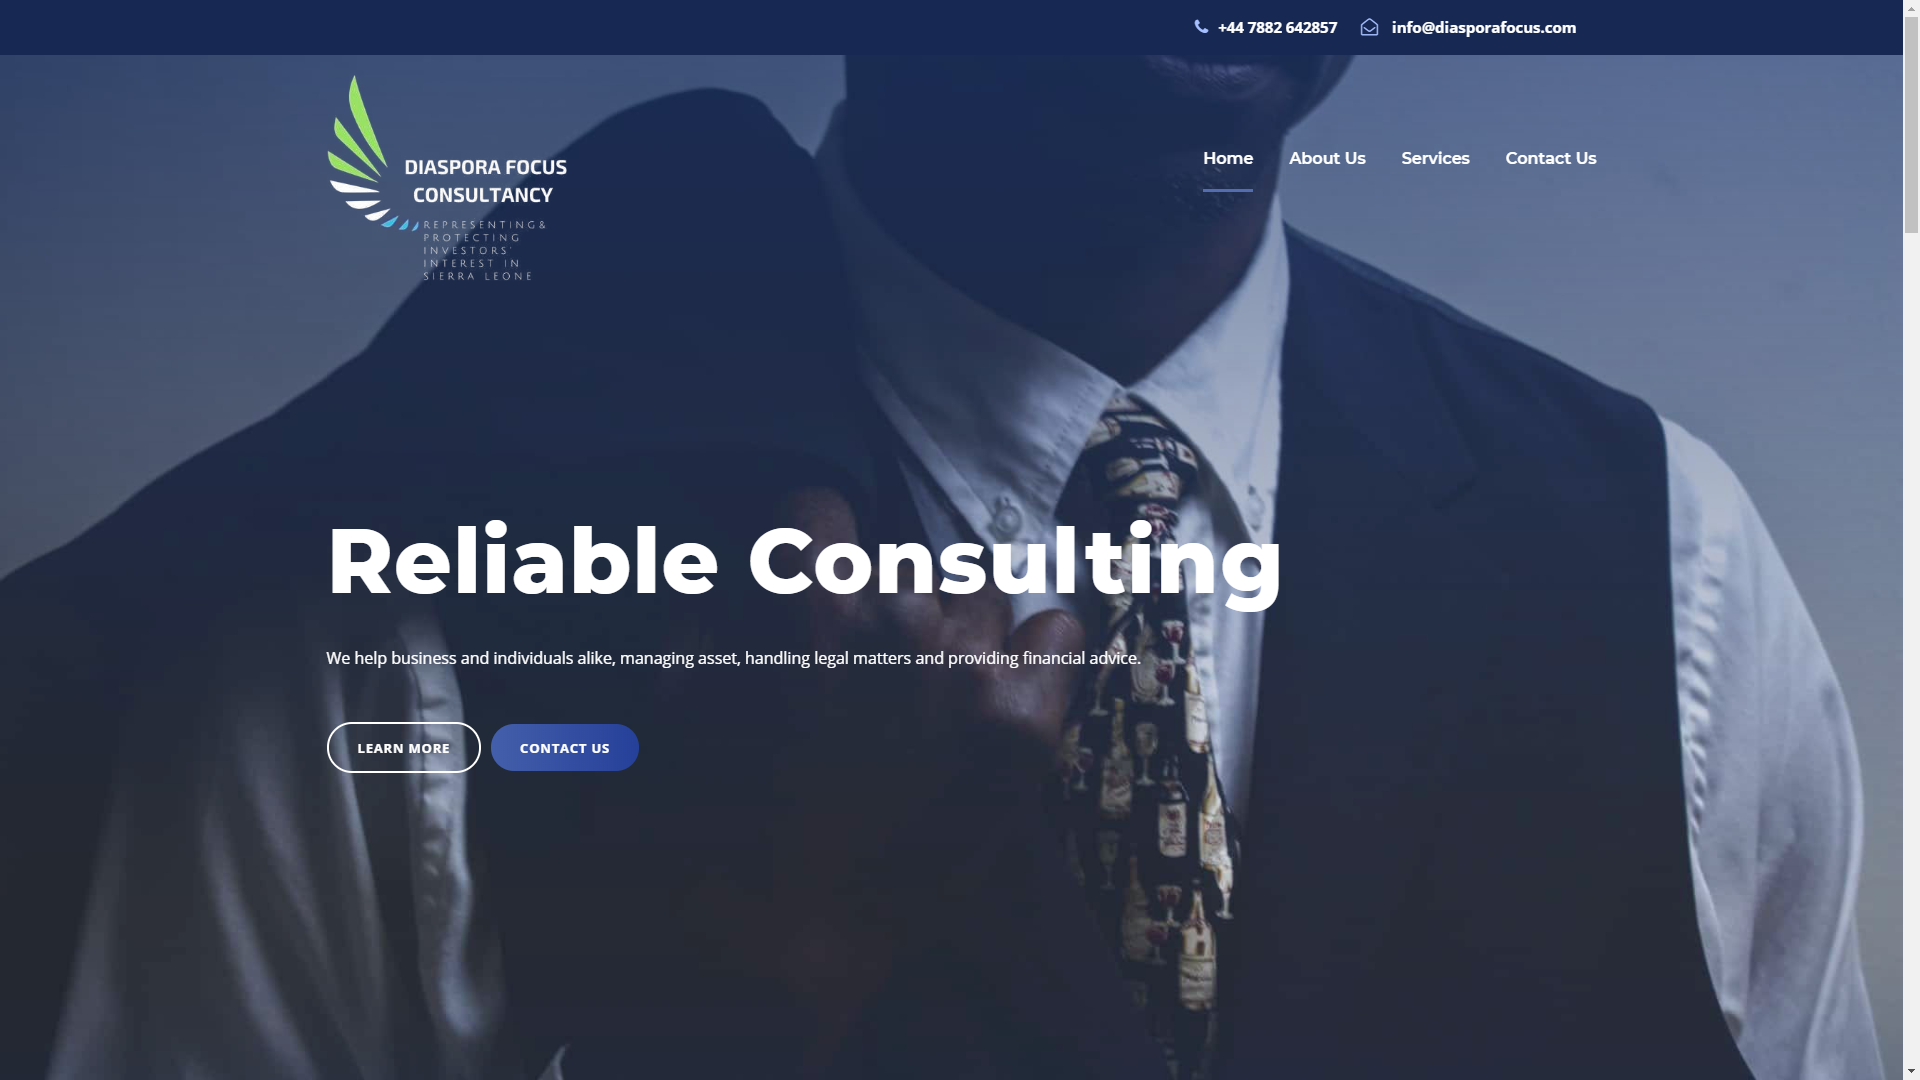 +44 7882 642857 info@diasporafocus.com
DIASPORA FOCUS
CONSULTANCY
REPRESENTING&
PROTECTING
INVESTORS'
INTEREST IN
SIERRA LEONE
Home About Us Services Contact Us
Reliable Consulting
We help business and individuals alike, managing asset, handling legal matters and providing financial advice.
LEARN MORE CONTACT US